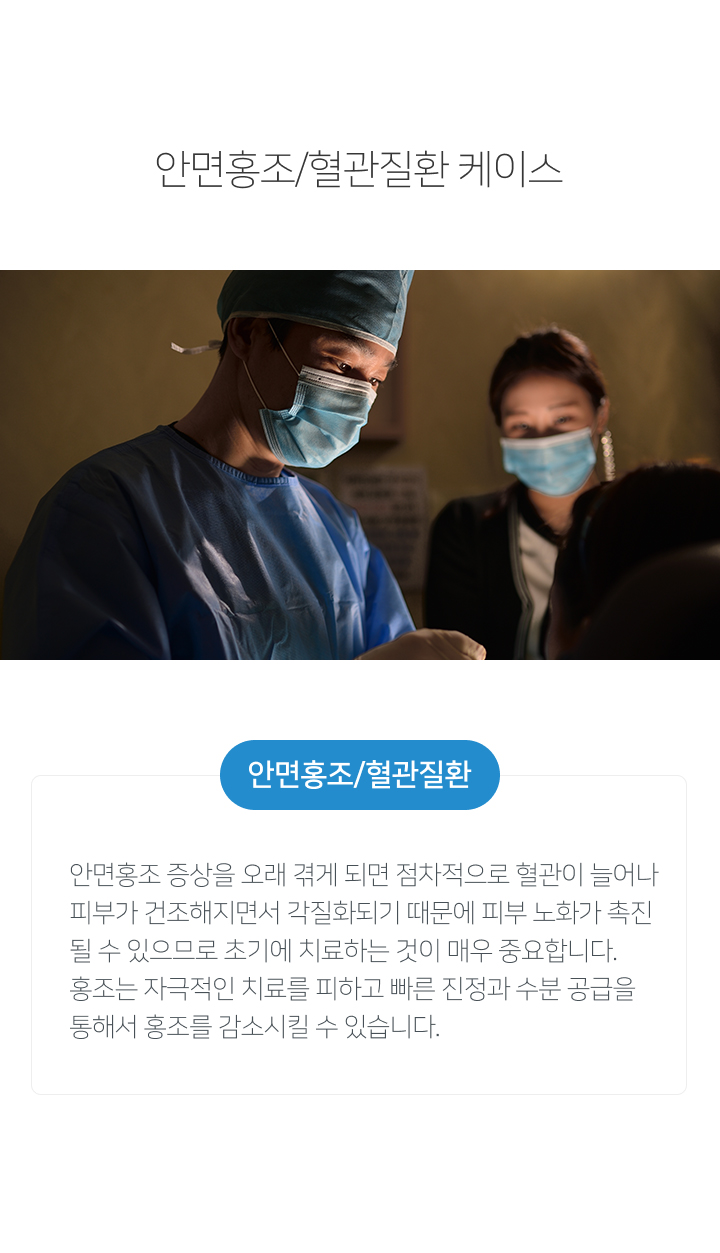 안면홍조/혈관질환 케이스
안면홍조/혈관질환
안면홍조 증상을 오래 겪게 되면 점차적으로 혈관이 늘어나
피부가 건조해지면서 각질화되기 때문에 피부 노화가 촉진
될 수 있으므로 초기에 치료하는 것이 매우 중요합니다.
홍조는 자극적인 치료를 피하고 빠른 진정과 수분 공급을
통해서 홍조를 감소시킬 수 있습니다.